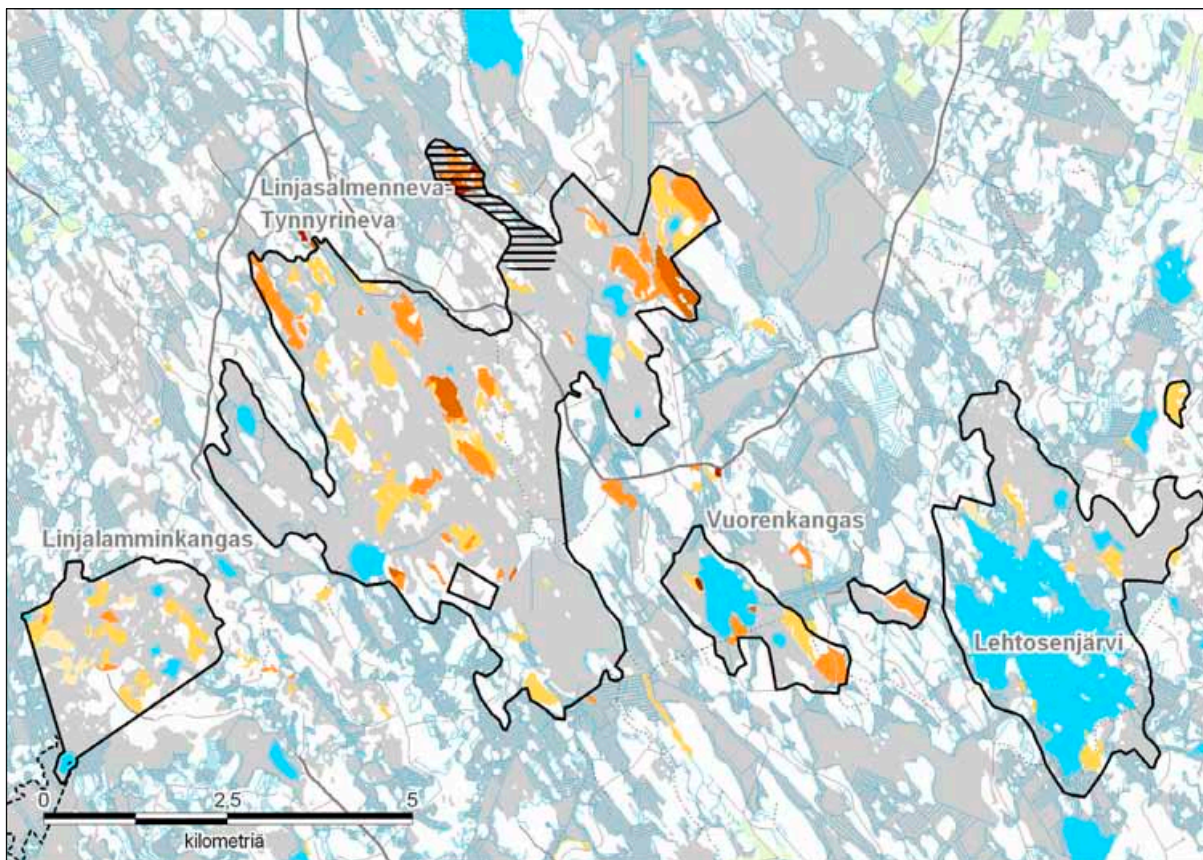 Linjasalmenneva-
Tynnyrineva
Vuorenkangas
Linjalamminkangas
Lehtosenjärvi
0 2,5 5
kilometriä